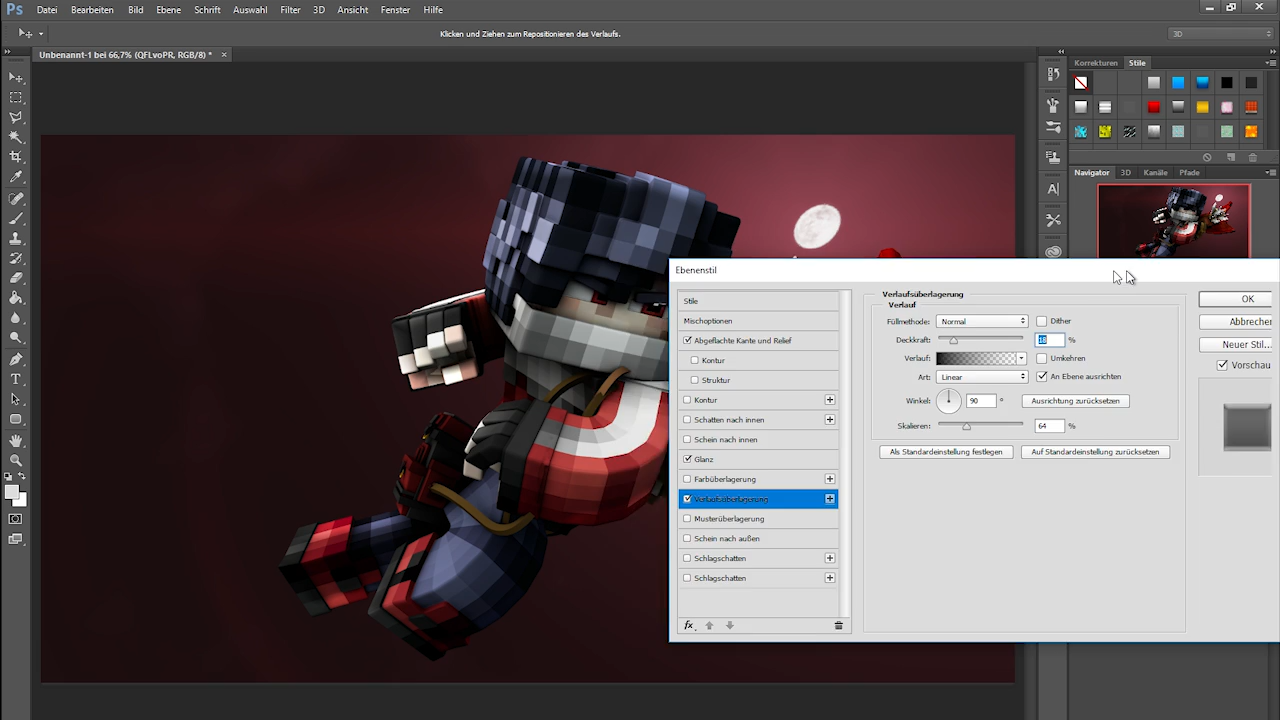 Ps Datei Bearbeiten Bild Ebene Schrift Auswahl Filter 3D Ansicht Fenster Hilfe
Klicken und Ziehen zum Repositionieren des Verlaufs.
3D
Unbenannt-1 bei 66,7% (QFLvoPR, RGB/8) * ×
Korrekturen Stile
Navigator 3D Kanäle Pfade
Ebenenstil
Stile
Mischoptionen
Abgeflachte Kante und Relief
Kontur
Struktur
Kontur
Schatten nach innen
Schein nach innen
Glanz
Farbüberlagerung
Verlaufsüberlagerung
Musterüberlagerung
Schein nach außen
Schlagschatten
Schlagschatten
fx
Verlaufsüberlagerung
Verlauf
Füllmethode: Normal Dither
Deckkraft: %
Verlauf: Umkehren
Art: Linear An Ebene ausrichten
Winkel: 90 ° Ausrichtung zurücksetzen
Skalieren: 64 %
Als Standardeinstellung festlegen Auf Standardeinstellung zurücksetzen
OK
Abbrechen
Neuer Stil...
Vorschau